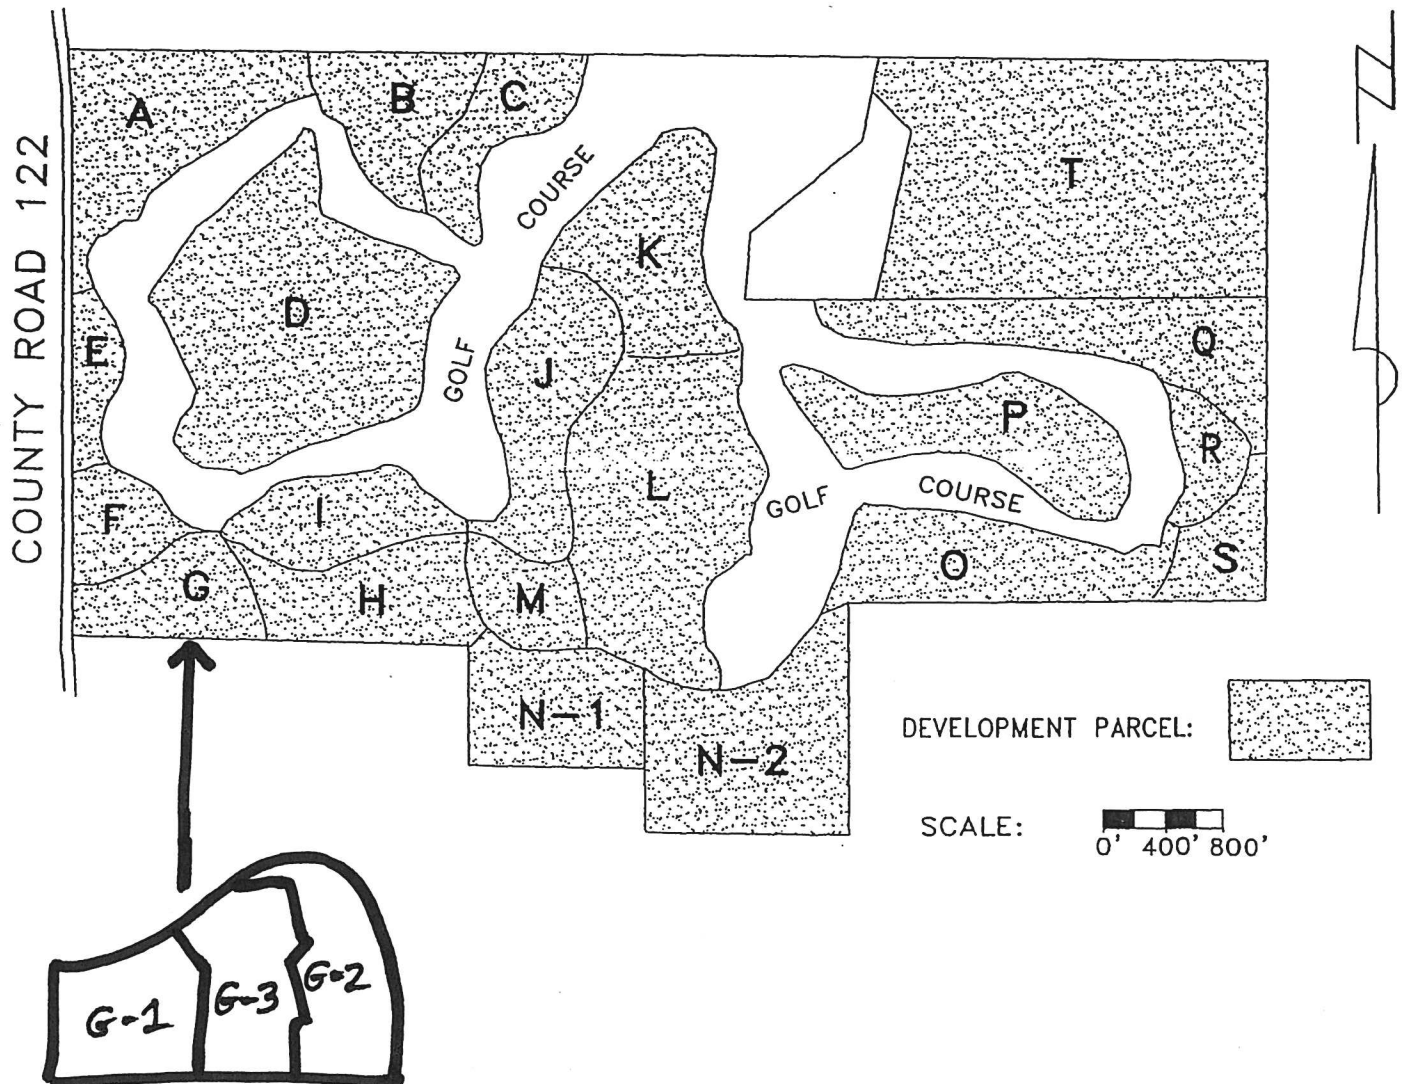 COUNTY ROAD 122
A
B
C
COURSE
T
K
D
E
J
GOLF
Q
P
R
L
GOLF
COURSE
F
I
S
O
G
H
M
N-1
N-2
DEVELOPMENT PARCEL:
SCALE:
0' 400' 800'
G-1
G-3
G-2
N